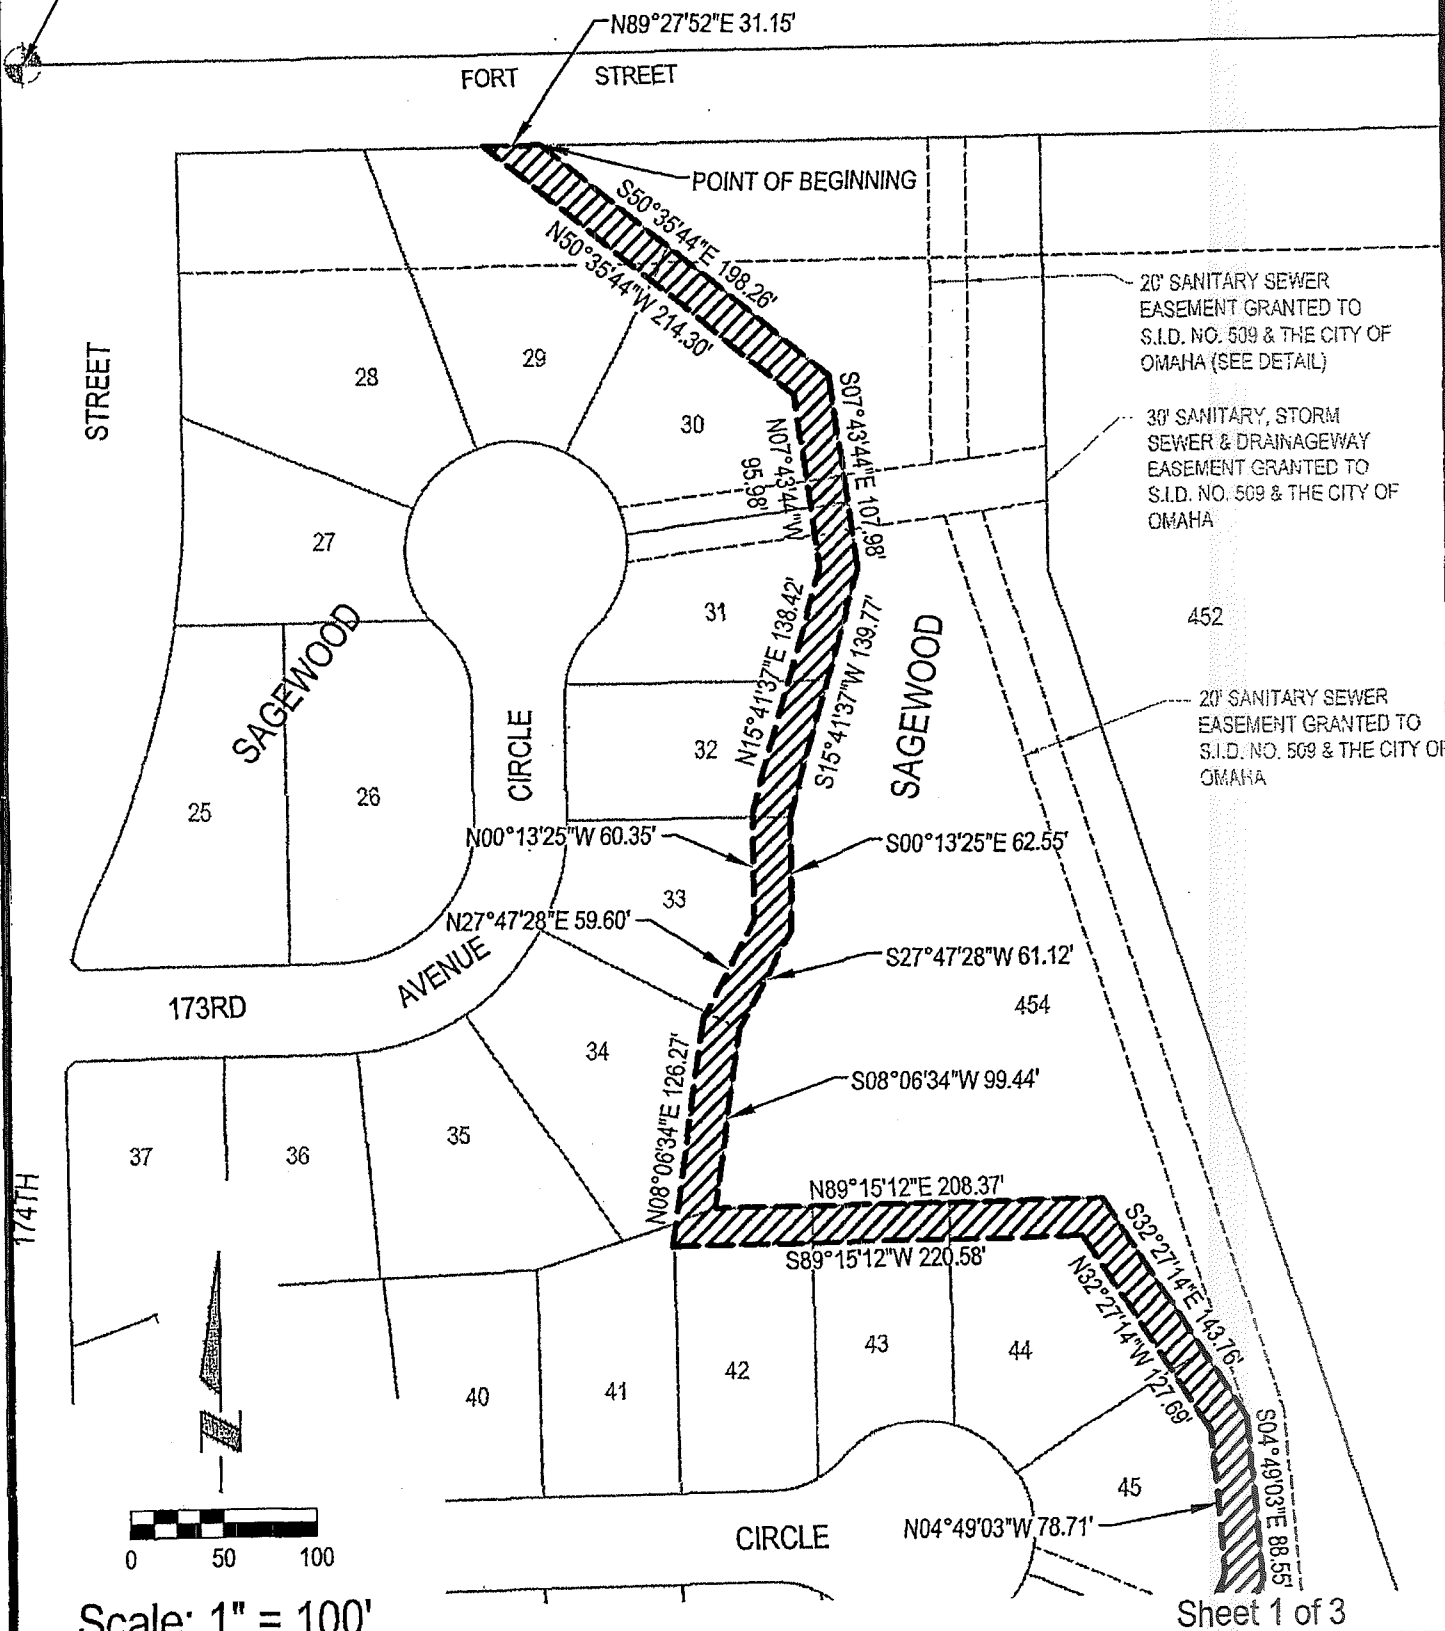 N89°27'52"E 31.15'
FORT STREET
POINT OF BEGINNING
S50°35'44"E 198.26'
N50°35'44"W 214.30'
20' SANITARY SEWER
EASEMENT GRANTED TO
S.I.D. NO. 509 & THE CITY OF
OMAHA (SEE DETAIL)
STREET
28
29
30
S07°43'44"E 107.98'
N07°43'44"W
95.98'
30' SANITARY, STORM
SEWER & DRAINAGEWAY
EASEMENT GRANTED TO
S.I.D. NO. 509 & THE CITY OF
OMAHA
27
31
452
SAGEWOOD
N15°41'37"E 138.42'
S15°41'37"W 139.77'
SAGEWOOD
20' SANITARY SEWER
EASEMENT GRANTED TO
S.I.D. NO. 509 & THE CITY OF
OMAHA
32
CIRCLE
25
26
N00°13'25"W 60.35'
S00°13'25"E 62.55'
33
N27°47'28"E 59.60'
S27°47'28"W 61.12'
AVENUE
173RD
454
34
N08°06'34"E 126.27'
S08°06'34"W 99.44'
37
36
35
174TH
N89°15'12"E 208.37'
S89°15'12"W 220.58'
S32°27'14"E 143.76'
N32°27'14"W 127.69'
40
41
42
43
44
45
S04°49'03"E 88.55'
N04°49'03"W 78.71'
CIRCLE
N
0 50 100
Scale: 1" = 100'
Sheet 1 of 3